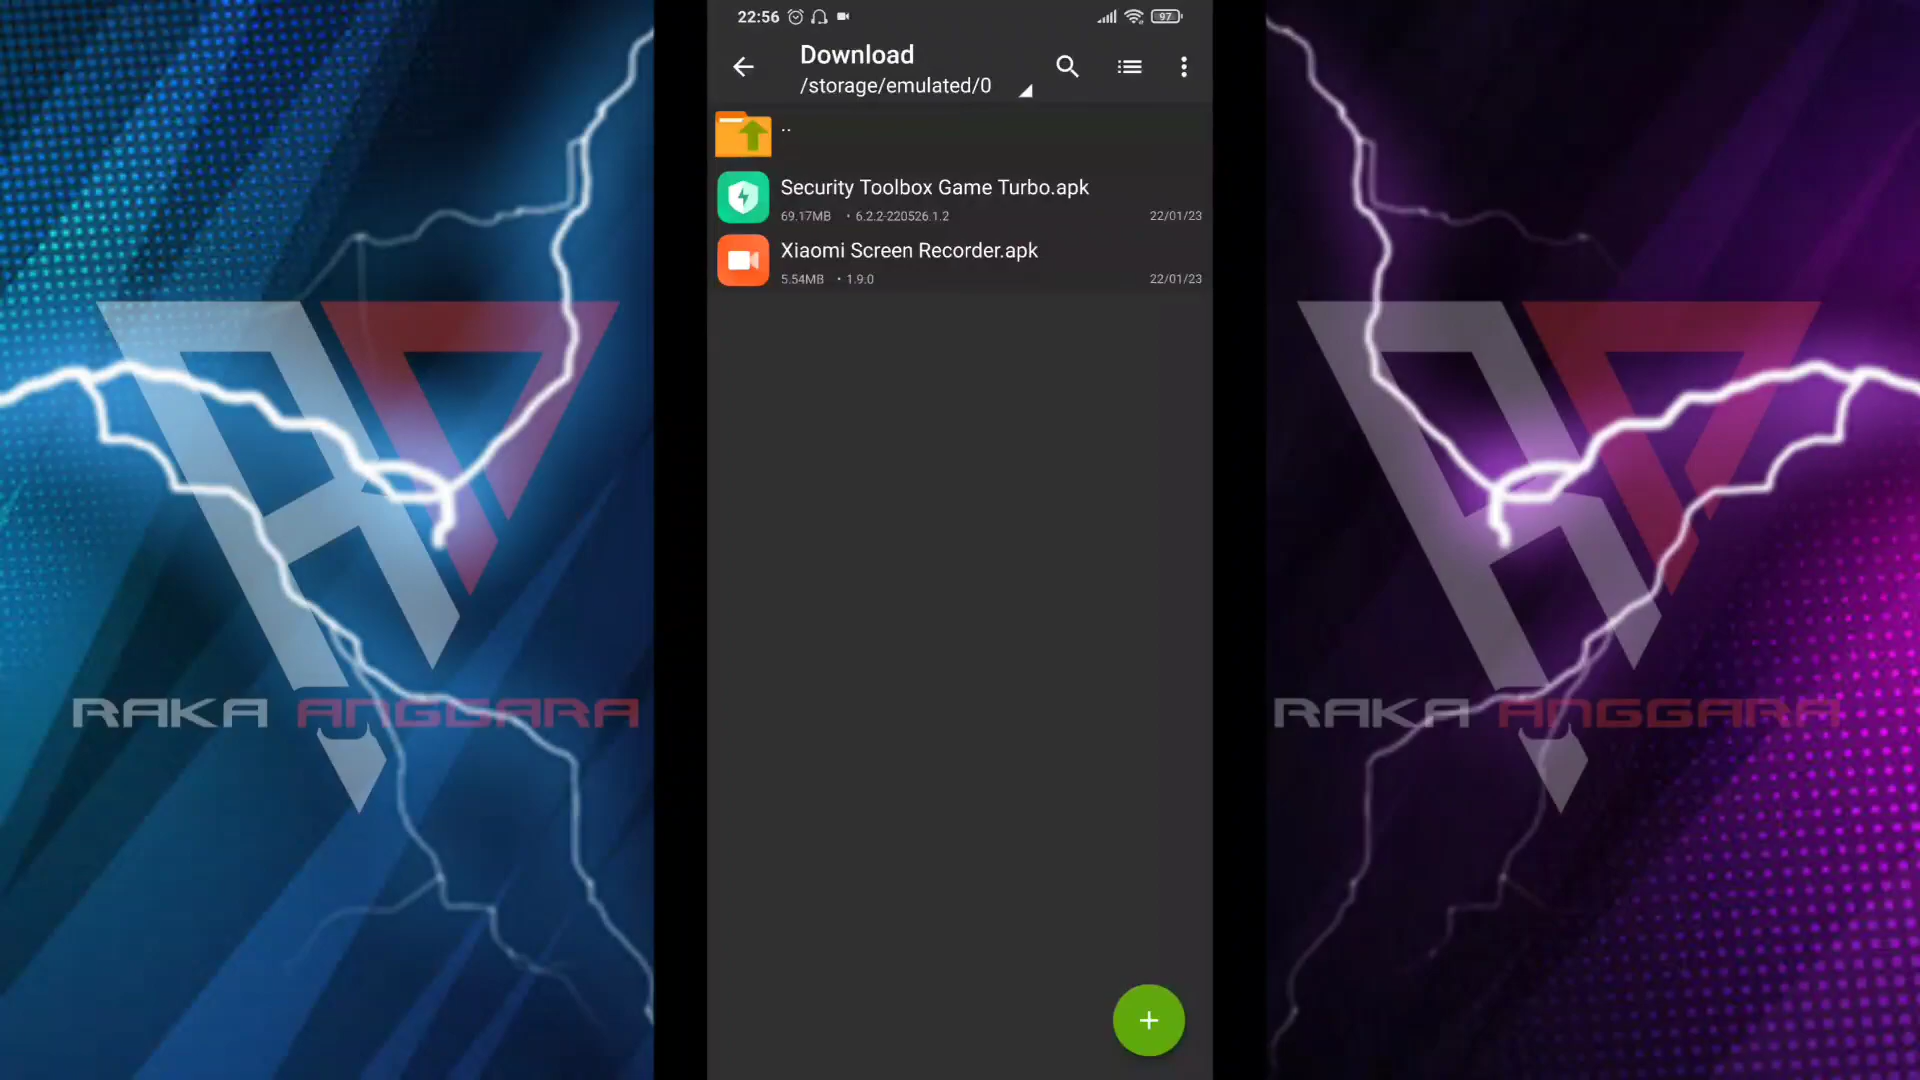 22:56
97
Download
/storage/emulated/0
..
Security Toolbox Game Turbo.apk
69.17MB • 6.2.2-220526.1.2 22/01/23
Xiaomi Screen Recorder.apk
5.54MB • 1.9.0 22/01/23
RAKA ANGGARA
RAKA ANGGARA